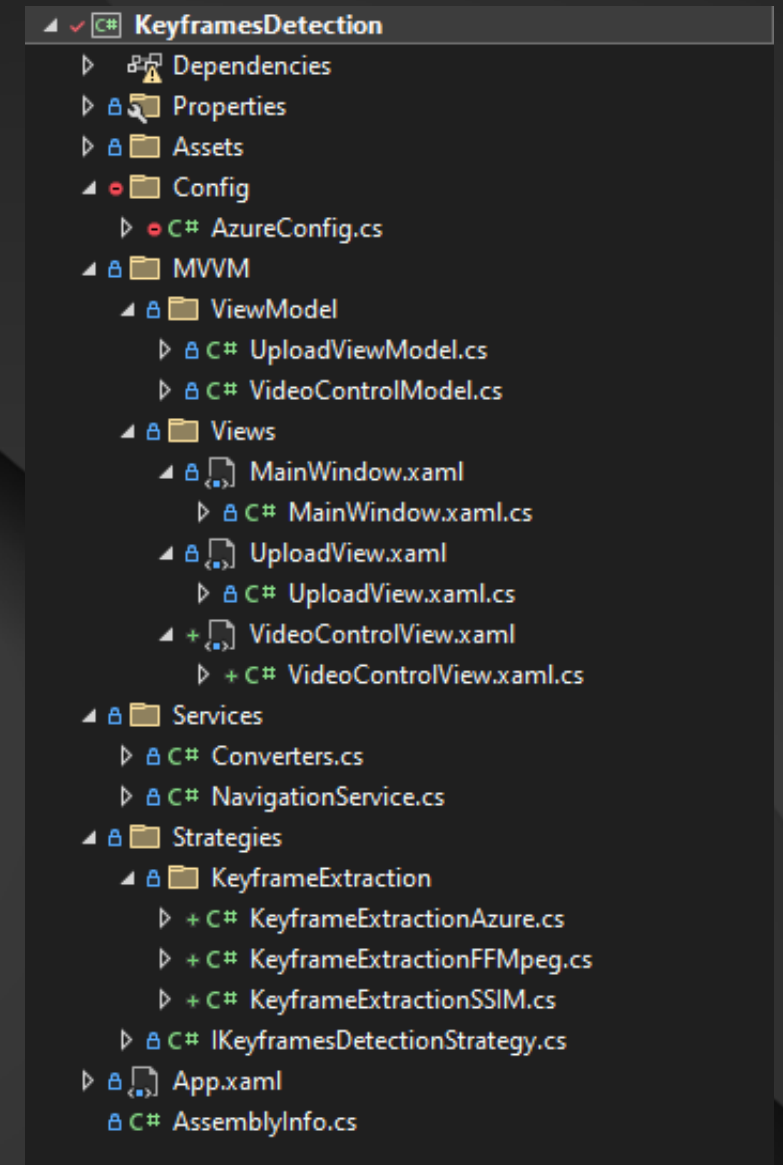 C# KeyframesDetection
Dependencies
Properties
Assets
Config
C# AzureConfig.cs
MVVM
ViewModel
C# UploadViewModel.cs
C# VideoControlModel.cs
Views
MainWindow.xaml
C# MainWindow.xaml.cs
UploadView.xaml
C# UploadView.xaml.cs
+ VideoControlView.xaml
+ C# VideoControlView.xaml.cs
Services
C# Converters.cs
C# NavigationService.cs
Strategies
KeyframeExtraction
+ C# KeyframeExtractionAzure.cs
+ C# KeyframeExtractionFFMpeg.cs
+ C# KeyframeExtractionSSIM.cs
C# IKeyframesDetectionStrategy.cs
App.xaml
C# AssemblyInfo.cs